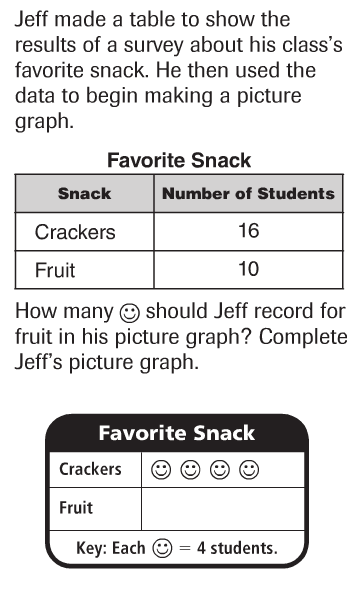 Jeff made a table to show the
results of a survey about his class's
favorite snack. He then used the
data to begin making a picture
graph.
Favorite Snack
Snack Number of Students
Crackers 16
Fruit 10
How many ☺ should Jeff record for
fruit in his picture graph? Complete
Jeff's picture graph.
Favorite Snack
Crackers ☺ ☺ ☺ ☺
Fruit
Key: Each ☺ = 4 students.